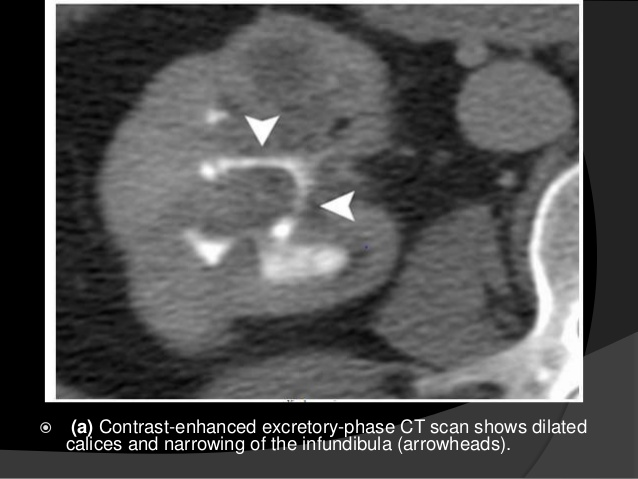 (a) Contrast-enhanced excretory-phase CT scan shows dilated
calices and narrowing of the infundibula (arrowheads).